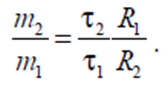 m₂/m₁ = τ₂/τ₁ R₁/R₂ .